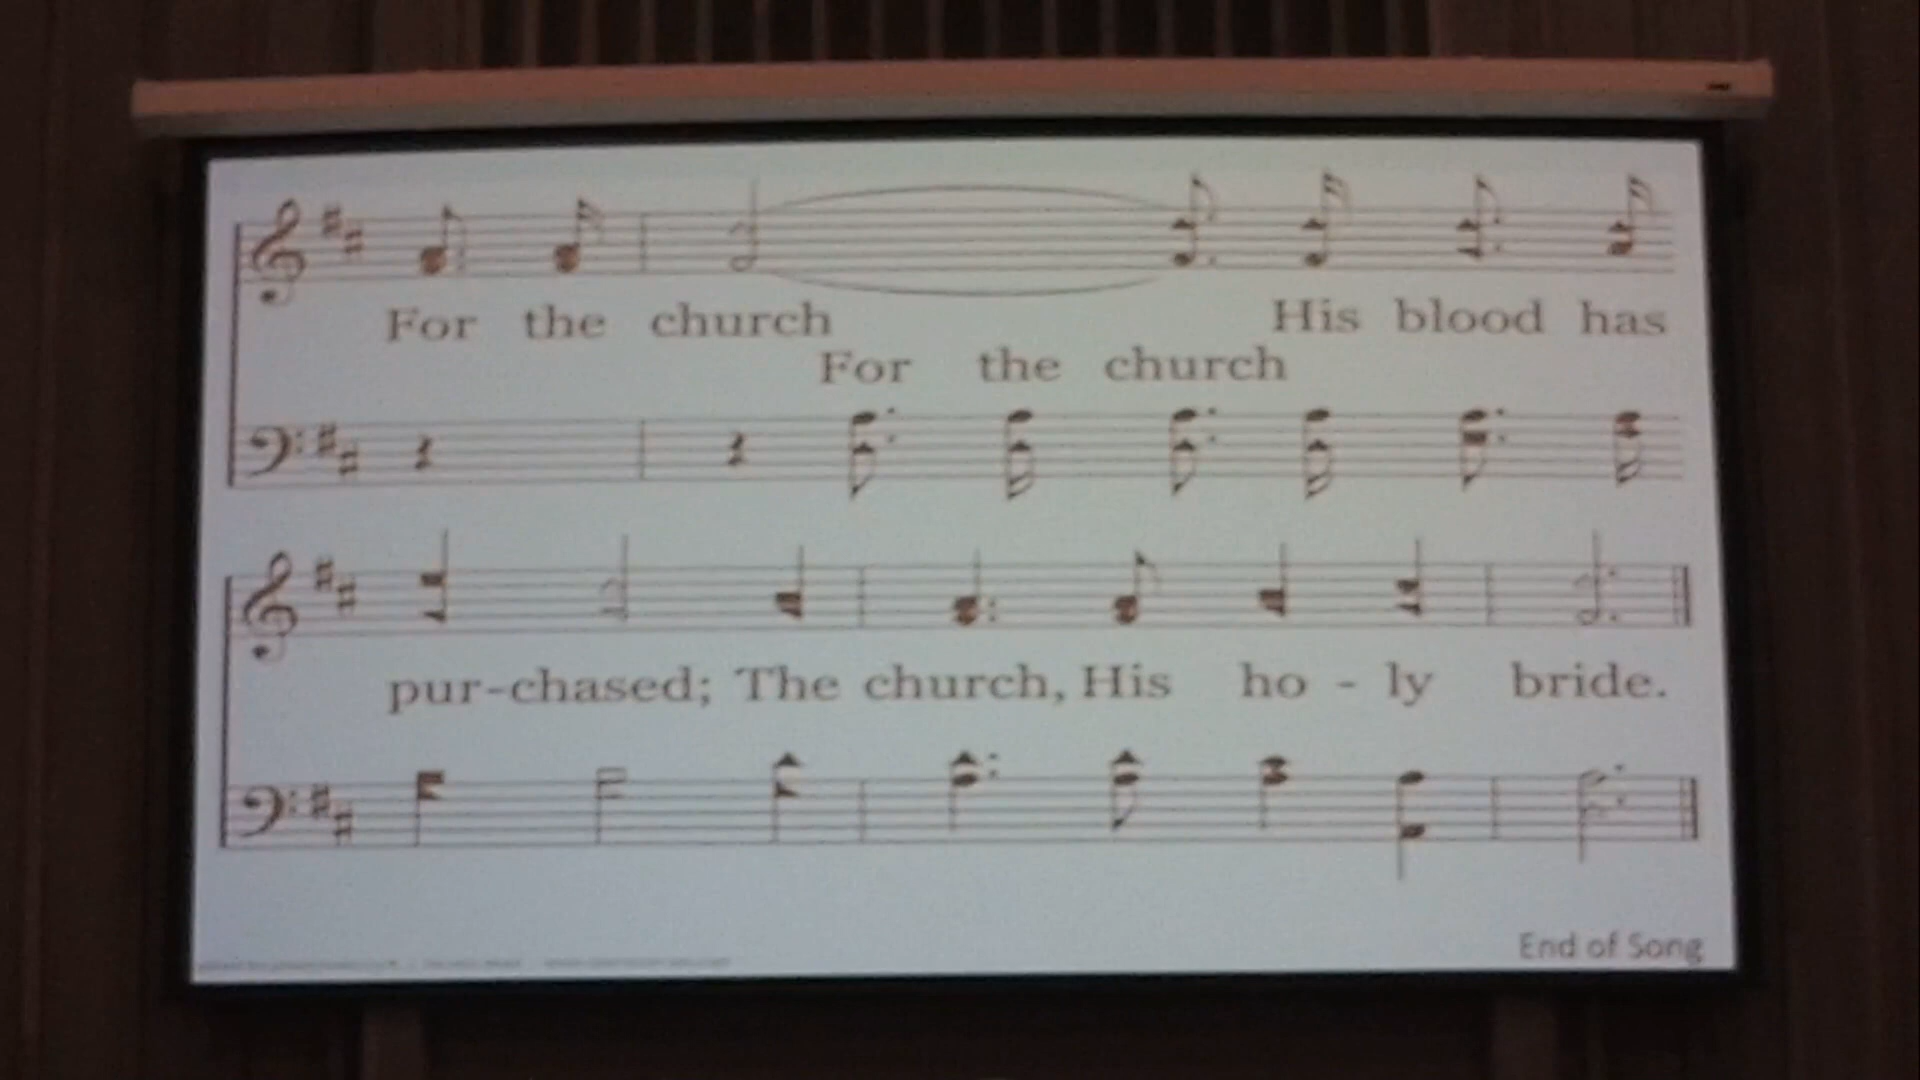 For the church His blood has
For the church
pur-chased; The church, His ho - ly bride.
End of Song